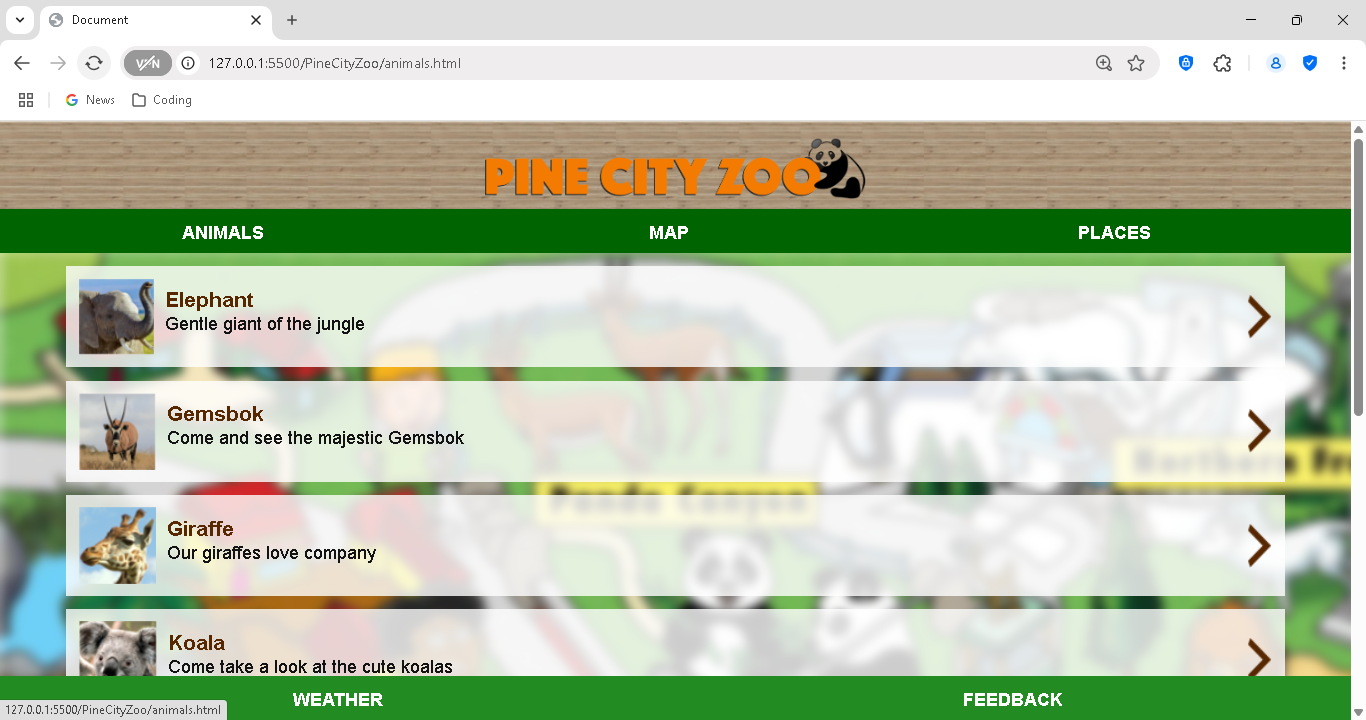 Document
VPN
127.0.0.1:5500/PineCityZoo/animals.html
News
Coding
PINE CITY ZOO
ANIMALS MAP PLACES
Elephant
Gentle giant of the jungle
Gemsbok
Come and see the majestic Gemsbok
Northern Fr
Panda Canyon
Giraffe
Our giraffes love company
Koala
Come take a look at the cute koalas
WEATHER FEEDBACK
127.0.0.1:5500/PineCityZoo/animals.html